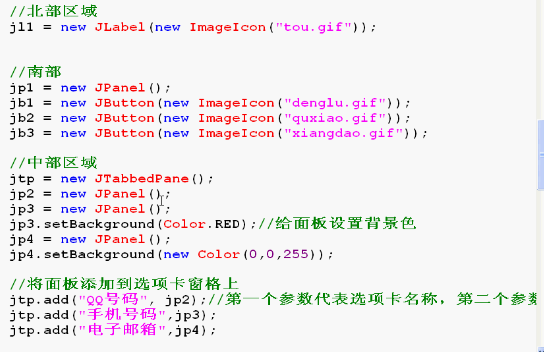 //北部区域
jl1 = new JLabel(new ImageIcon("tou.gif"));
//南部
jp1 = new JPanel();
jb1 = new JButton(new ImageIcon("denglu.gif"));
jb2 = new JButton(new ImageIcon("quxiao.gif"));
jb3 = new JButton(new ImageIcon("xiangdao.gif"));
//中部区域
jtp = new JTabbedPane();
jp2 = new JPanel();
jp3 = new JPanel();
jp3.setBackground(Color.RED);//给面板设置背景色
jp4 = new JPanel();
jp4.setBackground(new Color(0,0,255));
//将面板添加到选项卡窗格上
jtp.add("QQ号码", jp2);//第一个参数代表选项卡名称，第二个参数
jtp.add("手机号码",jp3);
jtp.add("电子邮箱",jp4);